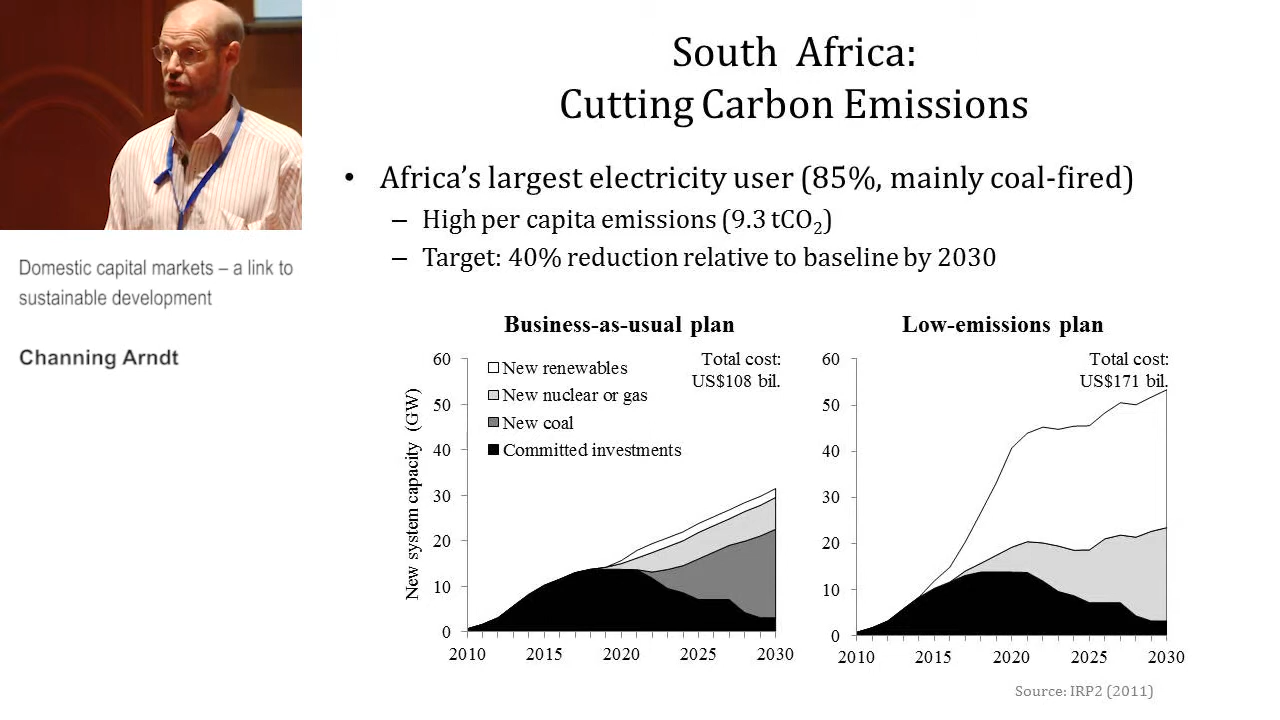 South Africa:
Cutting Carbon Emissions
• Africa's largest electricity user (85%, mainly coal-fired)
– High per capita emissions (9.3 tCO₂)
– Target: 40% reduction relative to baseline by 2030
Domestic capital markets – a link to
sustainable development
Channing Arndt
Business-as-usual plan
Total cost:
US$108 bil.
New renewables
New nuclear or gas
New coal
Committed investments
New system capacity (GW)
60
50
40
30
20
10
0
2010 2015 2020 2025 2030
Low-emissions plan
Total cost:
US$171 bil.
60
50
40
30
20
10
0
2010 2015 2020 2025 2030
Source: IRP2 (2011)